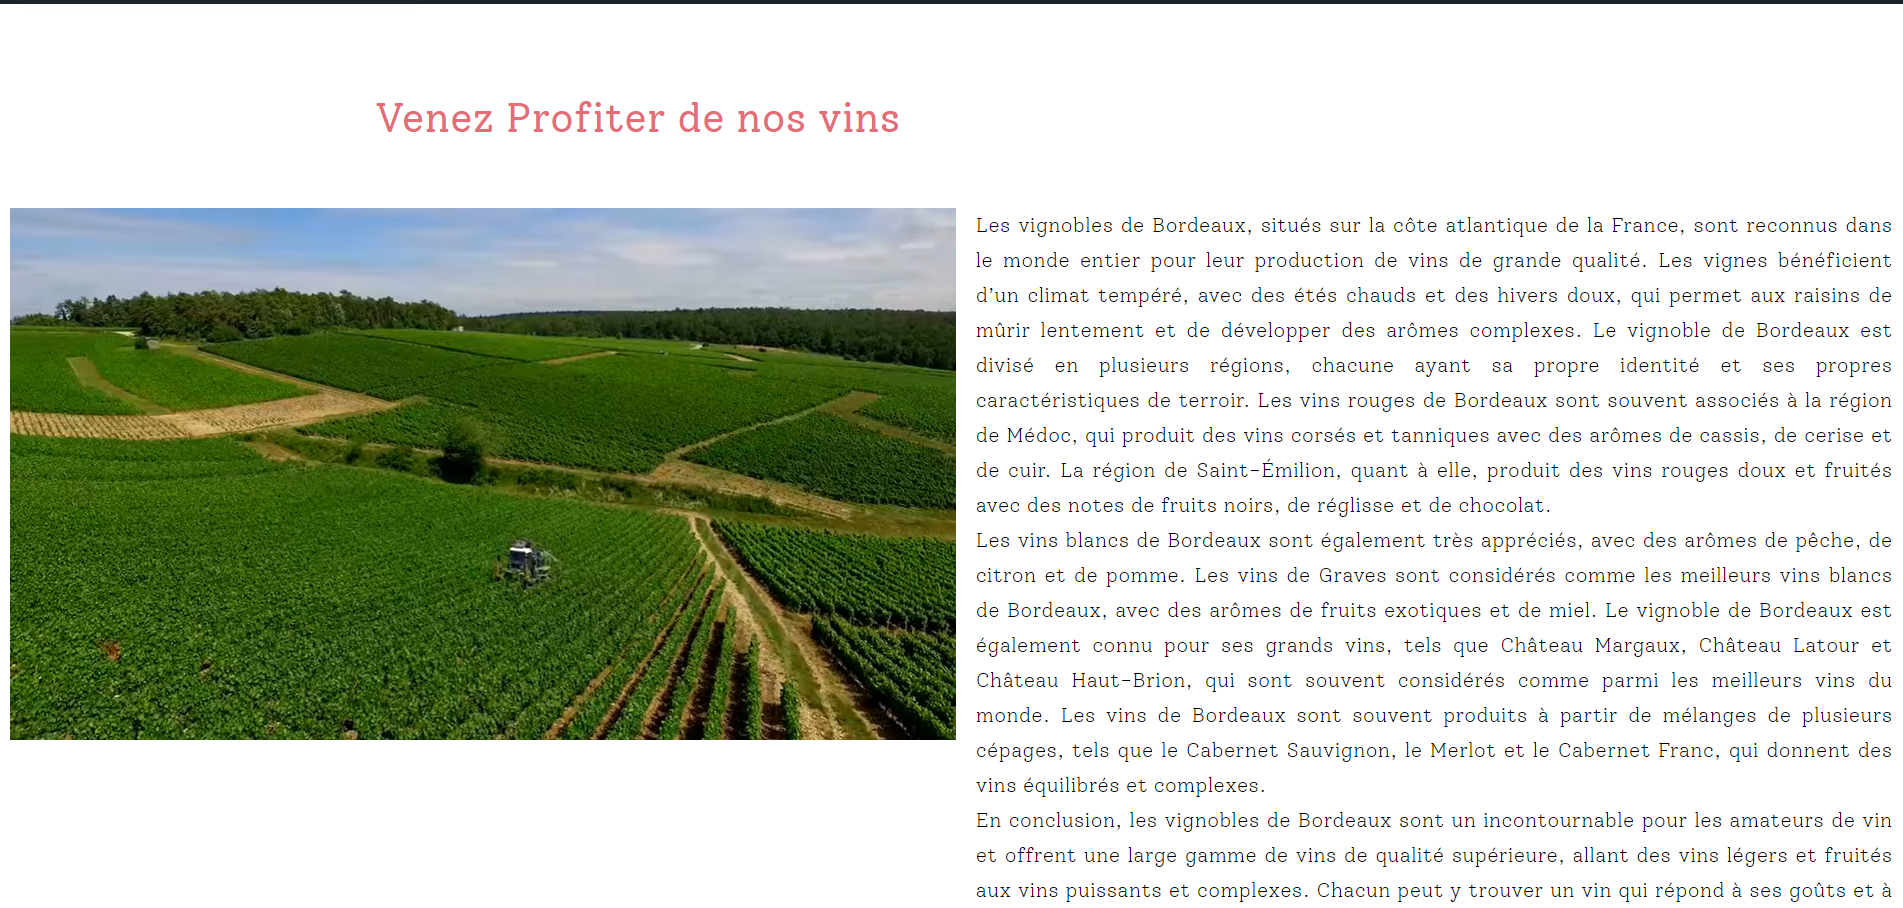 Venez Profiter de nos vins
Les vignobles de Bordeaux, situés sur la côte atlantique de la France, sont reconnus dans
le monde entier pour leur production de vins de grande qualité. Les vignes bénéficient
d’un climat tempéré, avec des étés chauds et des hivers doux, qui permet aux raisins de
mûrir lentement et de développer des arômes complexes. Le vignoble de Bordeaux est
divisé en plusieurs régions, chacune ayant sa propre identité et ses propres
caractéristiques de terroir. Les vins rouges de Bordeaux sont souvent associés à la région
de Médoc, qui produit des vins corsés et tanniques avec des arômes de cassis, de cerise et
de cuir. La région de Saint-Émilion, quant à elle, produit des vins rouges doux et fruités
avec des notes de fruits noirs, de réglisse et de chocolat.
Les vins blancs de Bordeaux sont également très appréciés, avec des arômes de pêche, de
citron et de pomme. Les vins de Graves sont considérés comme les meilleurs vins blancs
de Bordeaux, avec des arômes de fruits exotiques et de miel. Le vignoble de Bordeaux est
également connu pour ses grands vins, tels que Château Margaux, Château Latour et
Château Haut-Brion, qui sont souvent considérés comme parmi les meilleurs vins du
monde. Les vins de Bordeaux sont souvent produits à partir de mélanges de plusieurs
cépages, tels que le Cabernet Sauvignon, le Merlot et le Cabernet Franc, qui donnent des
vins équilibrés et complexes.
En conclusion, les vignobles de Bordeaux sont un incontournable pour les amateurs de vin
et offrent une large gamme de vins de qualité supérieure, allant des vins légers et fruités
aux vins puissants et complexes. Chacun peut y trouver un vin qui répond à ses goûts et à